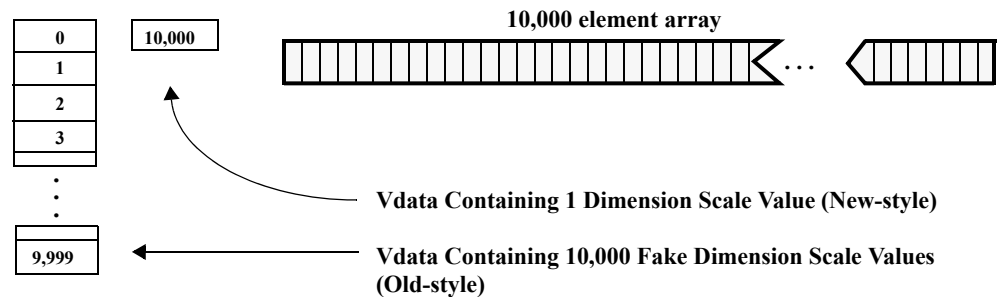 10,000 element array
0
10,000
1
2
3
. . .
.
.
.
Vdata Containing 1 Dimension Scale Value (New-style)
9,999
Vdata Containing 10,000 Fake Dimension Scale Values
(Old-style)